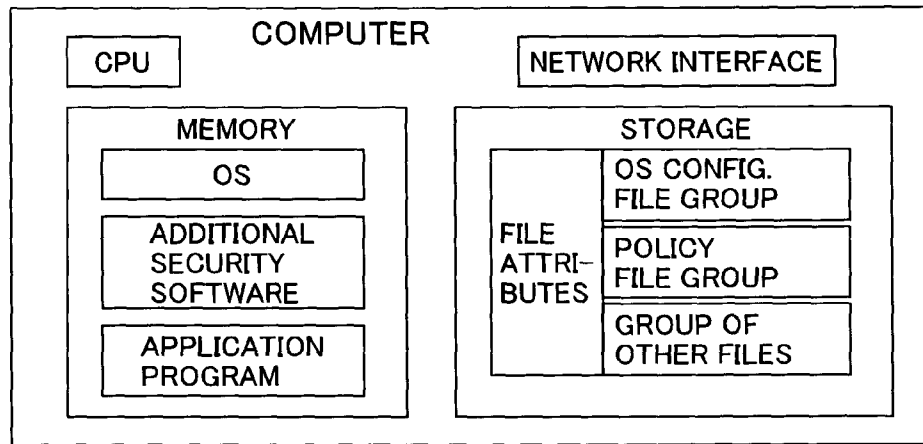 COMPUTER
CPU
NETWORK INTERFACE
MEMORY
OS
ADDITIONAL
SECURITY
SOFTWARE
APPLICATION
PROGRAM
STORAGE
FILE
ATTRI-
BUTES
OS CONFIG.
FILE GROUP
POLICY
FILE GROUP
GROUP OF
OTHER FILES